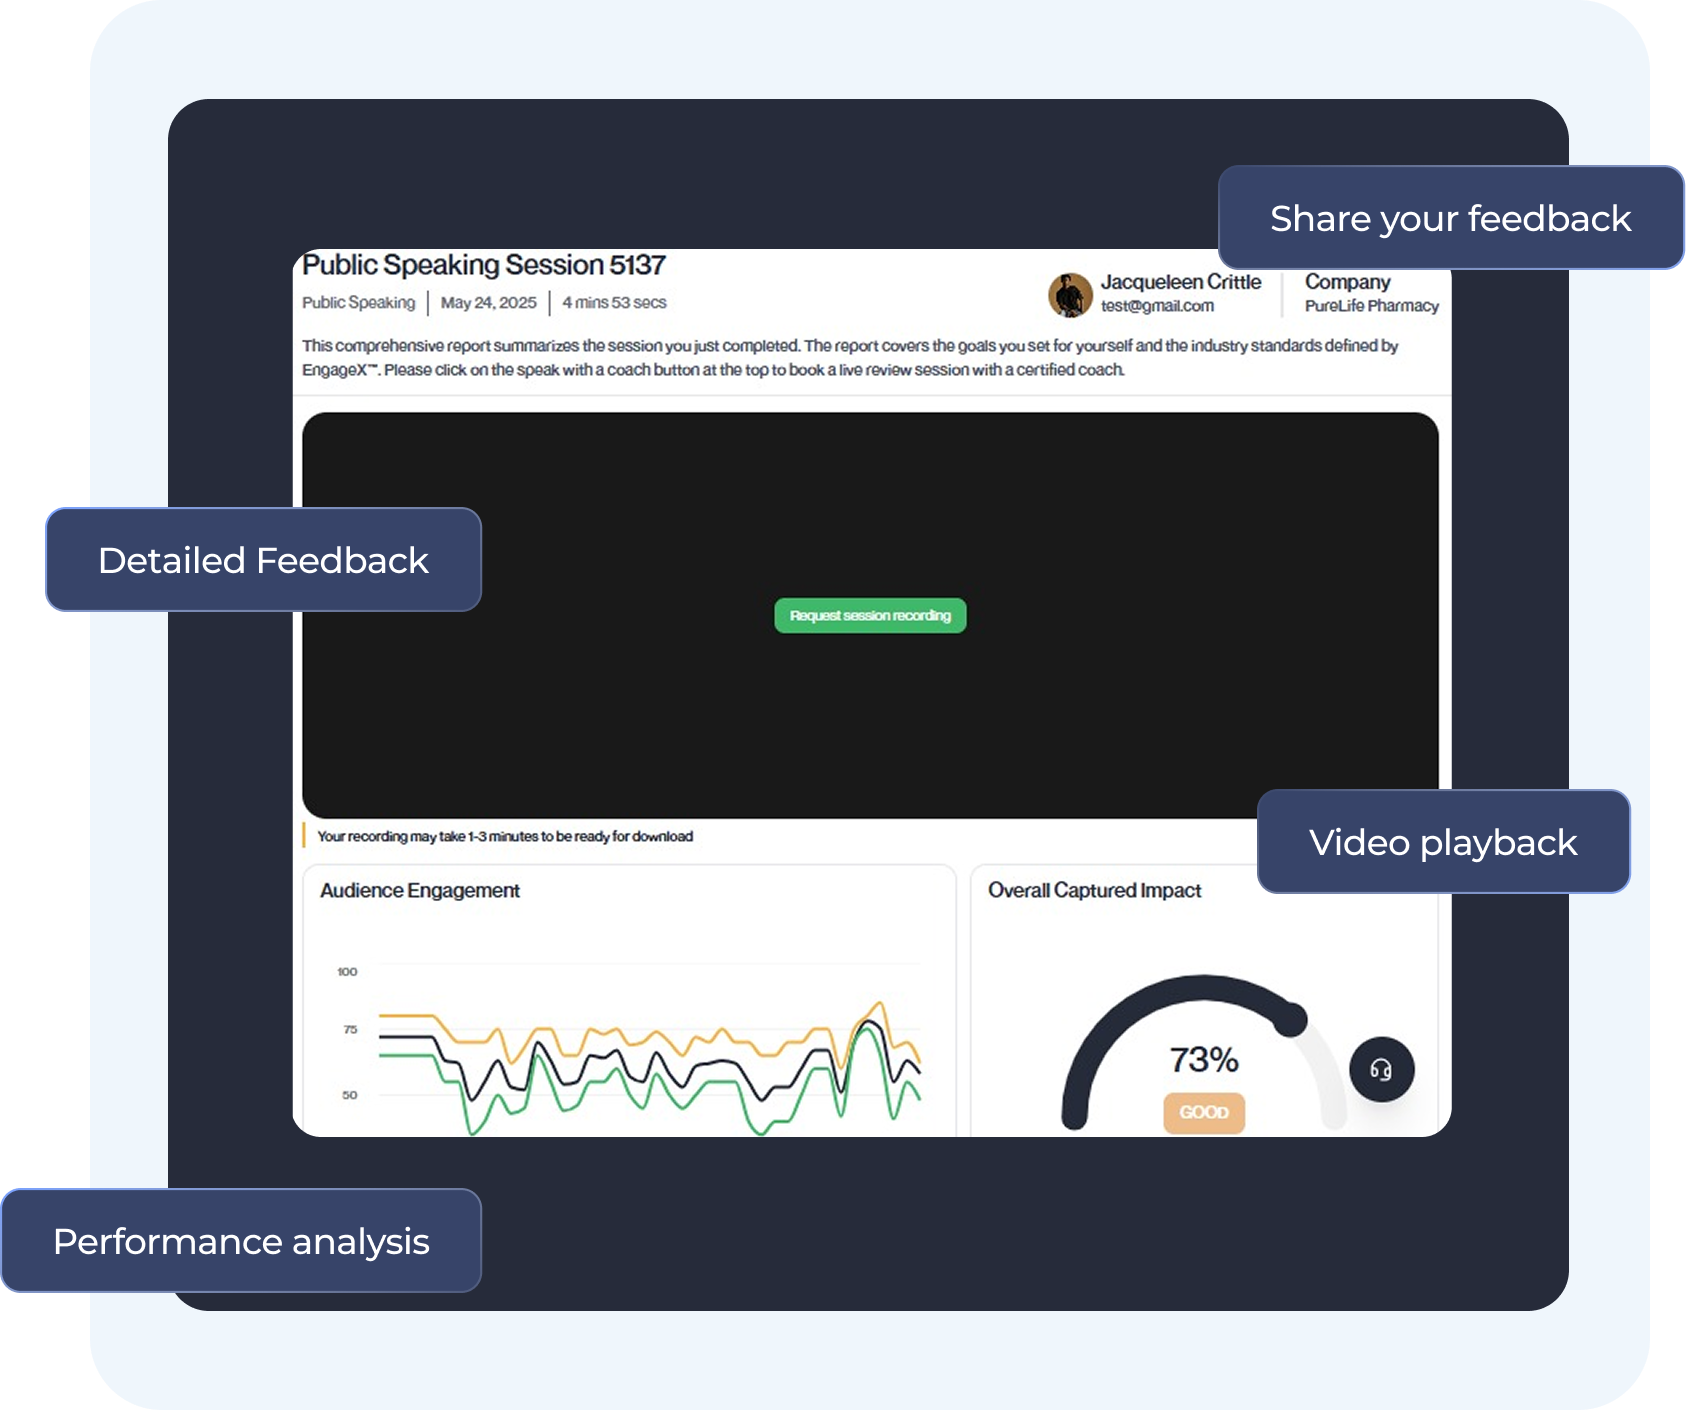 Share your feedback
Public Speaking Session 5137
Public Speaking | May 24, 2025 | 4 mins 53 secs
Jacqueleen Crittle
test@gmail.com
Company
PureLife Pharmacy
This comprehensive report summarizes the session you just completed. The report covers the goals you set for yourself and the industry standards defined by
EngageX™. Please click on the speak with a coach button at the top to book a live review session with a certified coach.
Detailed Feedback
Request session recording
Your recording may take 1-3 minutes to be ready for download
Video playback
Audience Engagement
100
75
50
Overall Captured Impact
73%
GOOD
Performance analysis